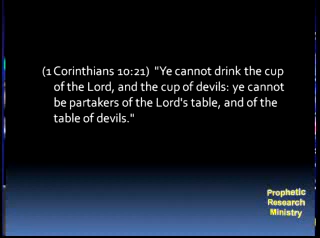 (1 Corinthians 10:21) "Ye cannot drink the cup
of the Lord, and the cup of devils: ye cannot
be partakers of the Lord's table, and of the
table of devils."
Prophetic
Research
Ministry